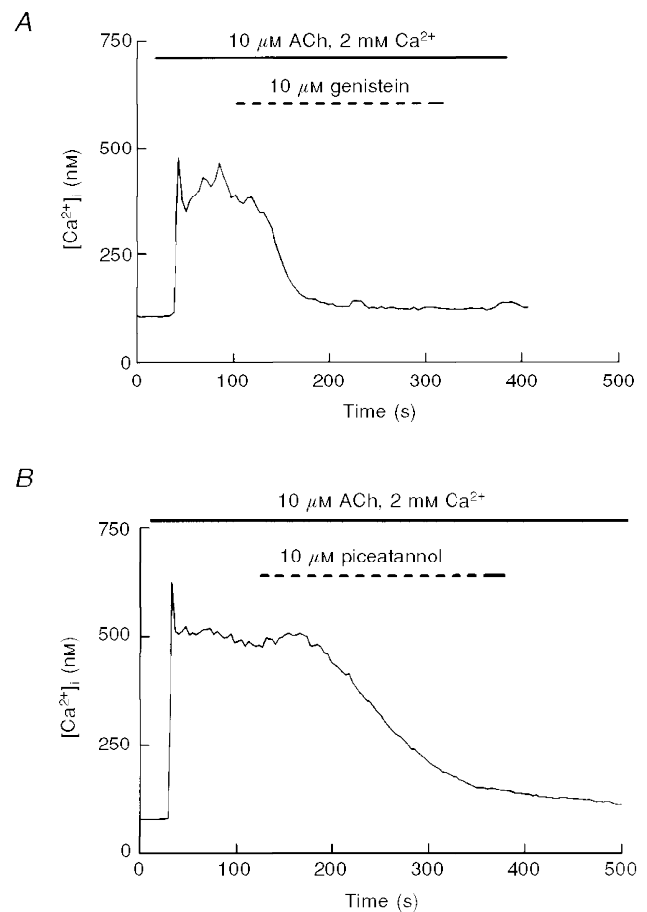 A
10 μM ACh, 2 mM Ca²⁺
10 μM genistein
[Ca²⁺]ᵢ (nM)
750
500
250
0
0 100 200 300 400 500
Time (s)
B
10 μM ACh, 2 mM Ca²⁺
10 μM piceatannol
[Ca²⁺]ᵢ (nM)
750
500
250
0
0 100 200 300 400 500
Time (s)